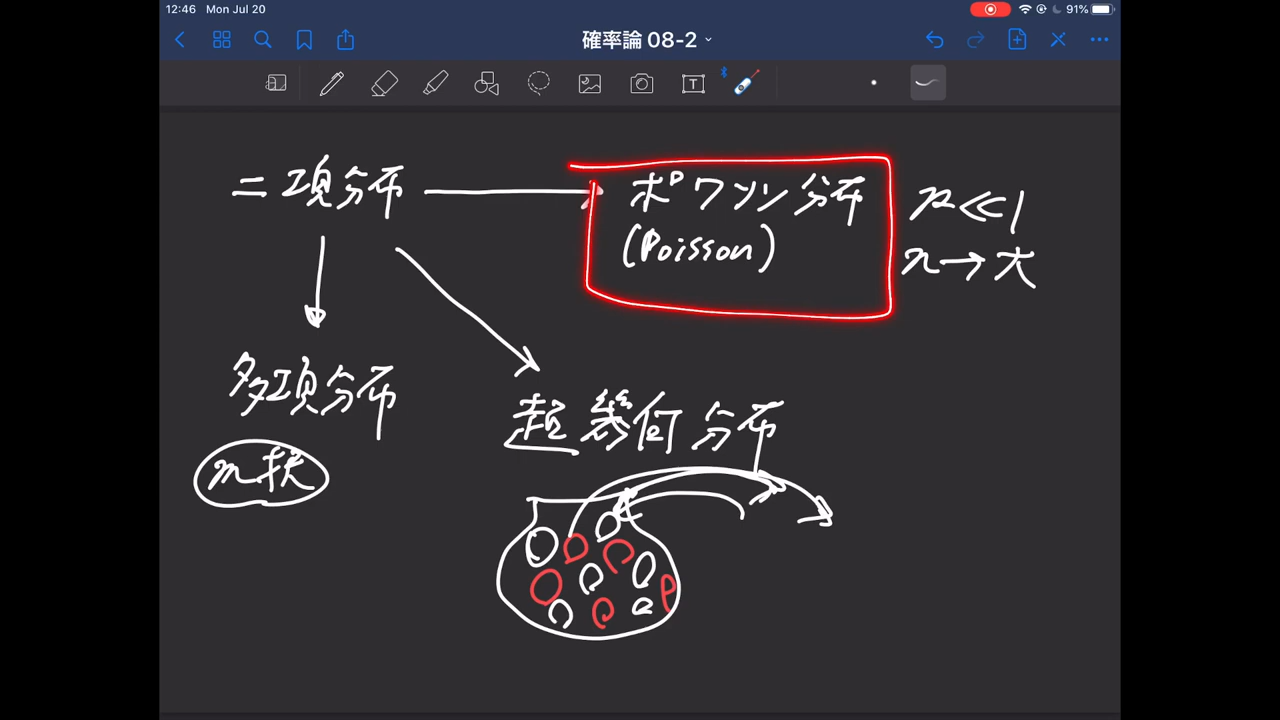 12:46 Mon Jul 20
91%
確率論 08-2
T
二項分布
ポワソン分布
(Poisson)
p≪1
n→大
多項分布
m択
超幾何分布